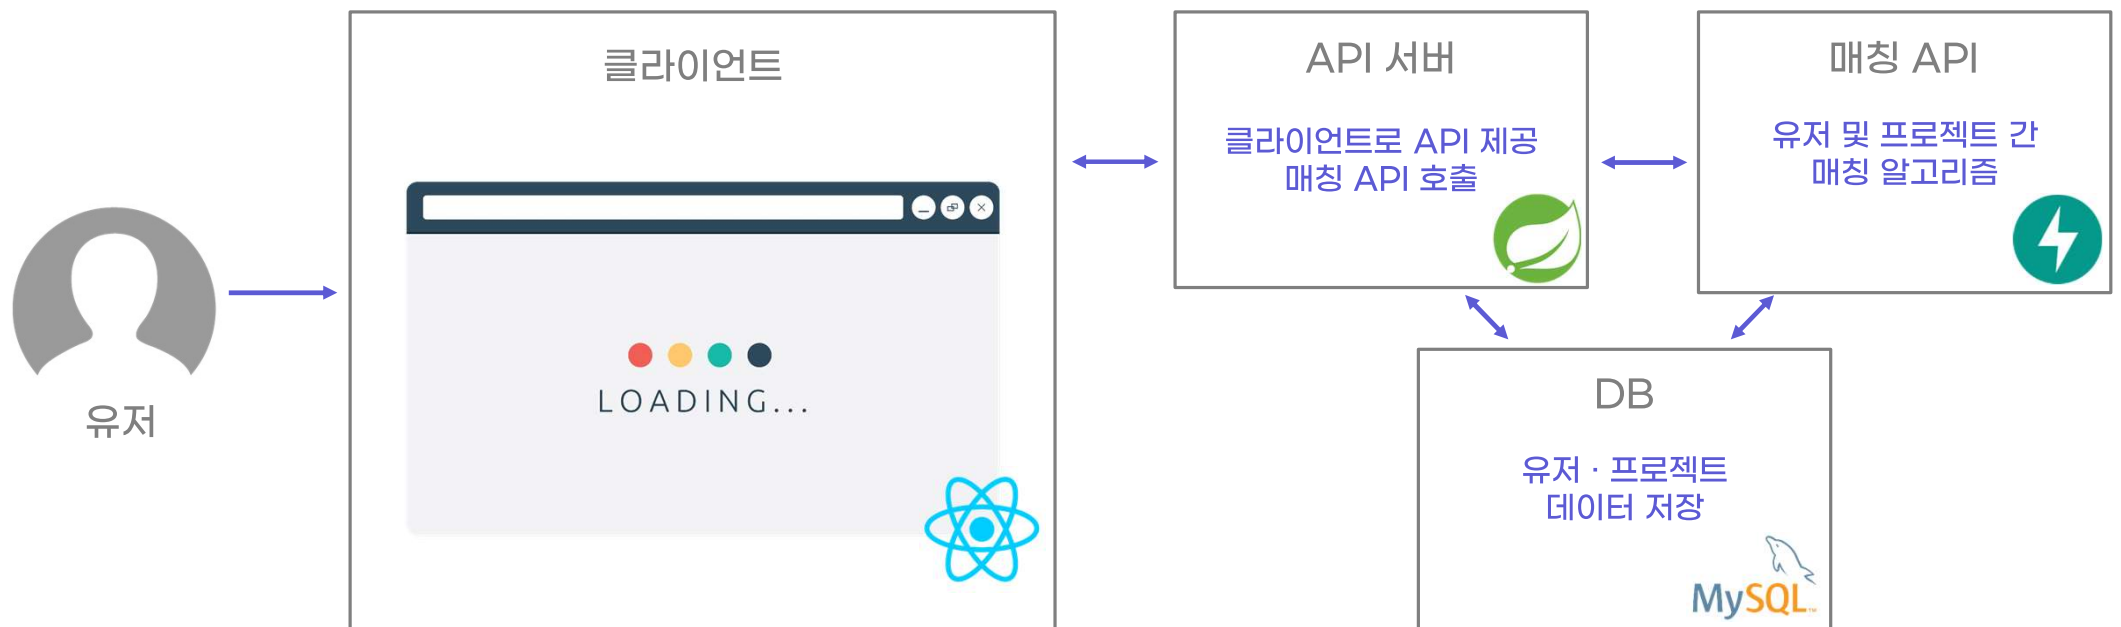 유저
클라이언트
LOADING...
API 서버
클라이언트로 API 제공
매칭 API 호출
매칭 API
유저 및 프로젝트 간
매칭 알고리즘
DB
유저 · 프로젝트
데이터 저장
MySQL™